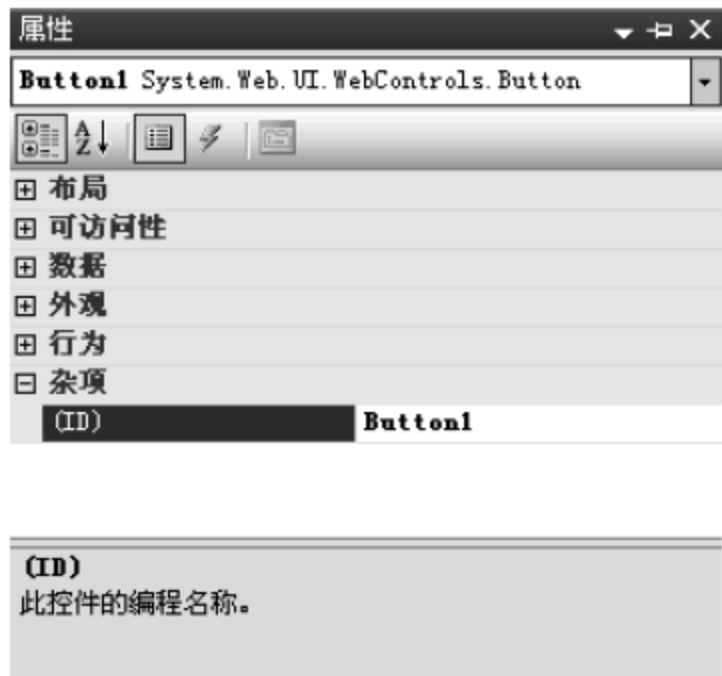 属性
Button1 System.Web.UI.WebControls.Button
A
Z
布局
可访问性
数据
外观
行为
杂项
(ID) Button1
(ID)
此控件的编程名称。